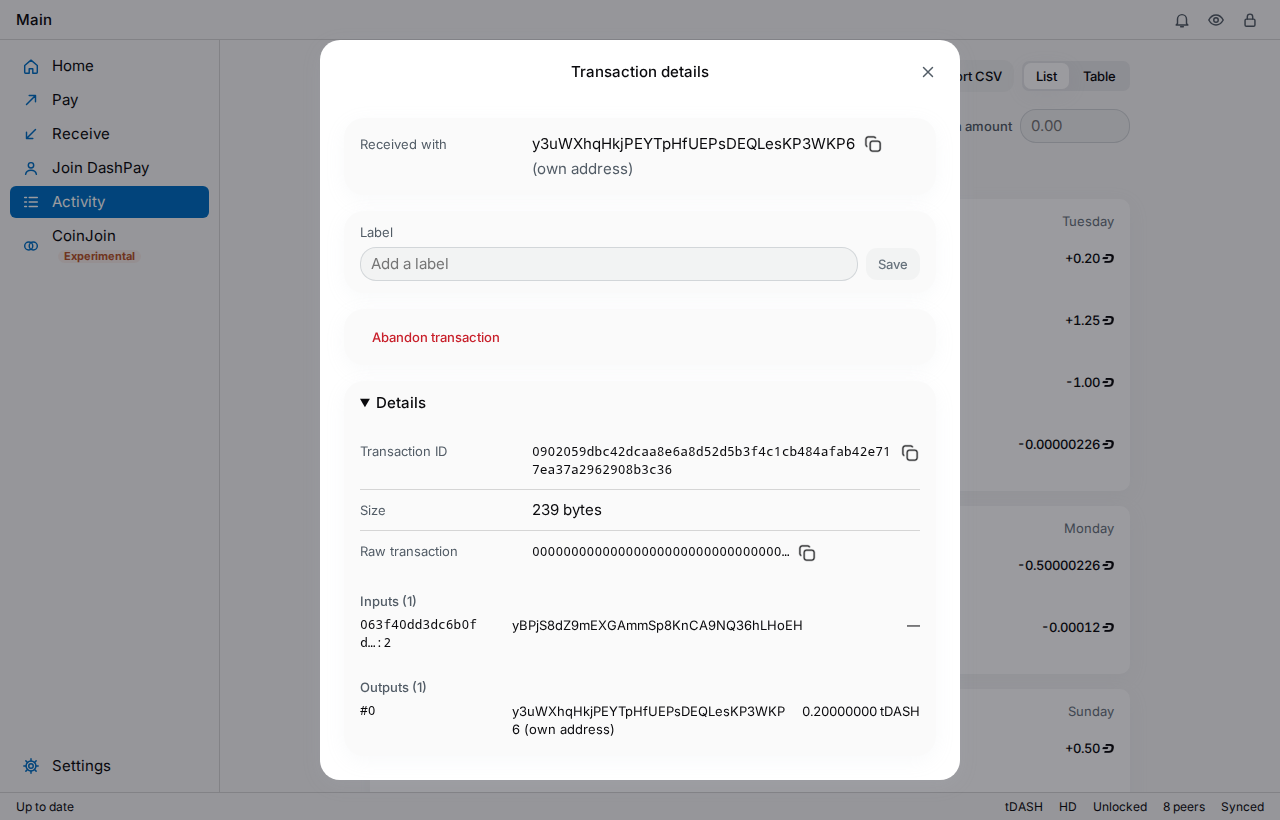 Main
Home
Pay
Receive
Join DashPay
Activity
CoinJoin
Experimental
Settings
Transaction details
Received with
y3uWXhqHkjPEYTpHfUEPsDEQLesKP3WKP6
(own address)
Label
Add a label
Save
Abandon transaction
Details
Transaction ID
0902059dbc42dcaa8e6a8d52d5b3f4c1cb484afab42e71
7ea37a2962908b3c36
Size
239 bytes
Raw transaction
000000000000000000000000000000000…
Inputs (1)
063f40dd3dc6b0f
d…:2
yBPjS8dZ9mEXGAmmSp8KnCA9NQ36hLHoEH
—
Outputs (1)
#0
y3uWXhqHkjPEYTpHfUEPsDEQLesKP3WKP
6 (own address)
0.20000000 tDASH
CSV
List
Table
amount
0.00
Tuesday
+0.20
+1.25
-1.00
-0.00000226
Monday
-0.50000226
-0.00012
Sunday
+0.50
Up to date
tDASH
HD
Unlocked
8 peers
Synced